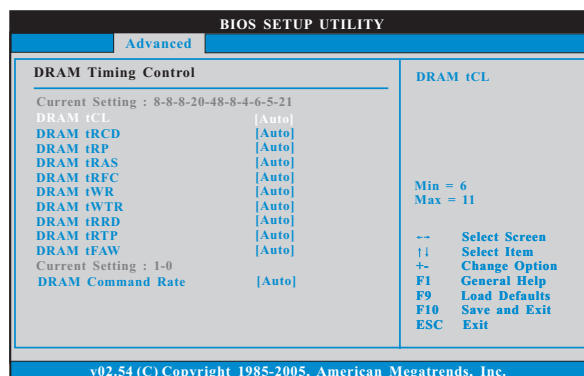 BIOS SETUP UTILITY
Advanced
DRAM Timing Control
Current Setting : 8-8-8-20-48-8-4-6-5-21
DRAM tCL [Auto]
DRAM tRCD [Auto]
DRAM tRP [Auto]
DRAM tRAS [Auto]
DRAM tRFC [Auto]
DRAM tWR [Auto]
DRAM tWTR [Auto]
DRAM tRRD [Auto]
DRAM tRTP [Auto]
DRAM tFAW [Auto]
Current Setting : 1-0
DRAM Command Rate [Auto]
DRAM tCL
Min = 6
Max = 11
←→ Select Screen
↑↓ Select Item
+- Change Option
F1 General Help
F9 Load Defaults
F10 Save and Exit
ESC Exit
v02.54 (C) Copyright 1985-2005, American Megatrends, Inc.